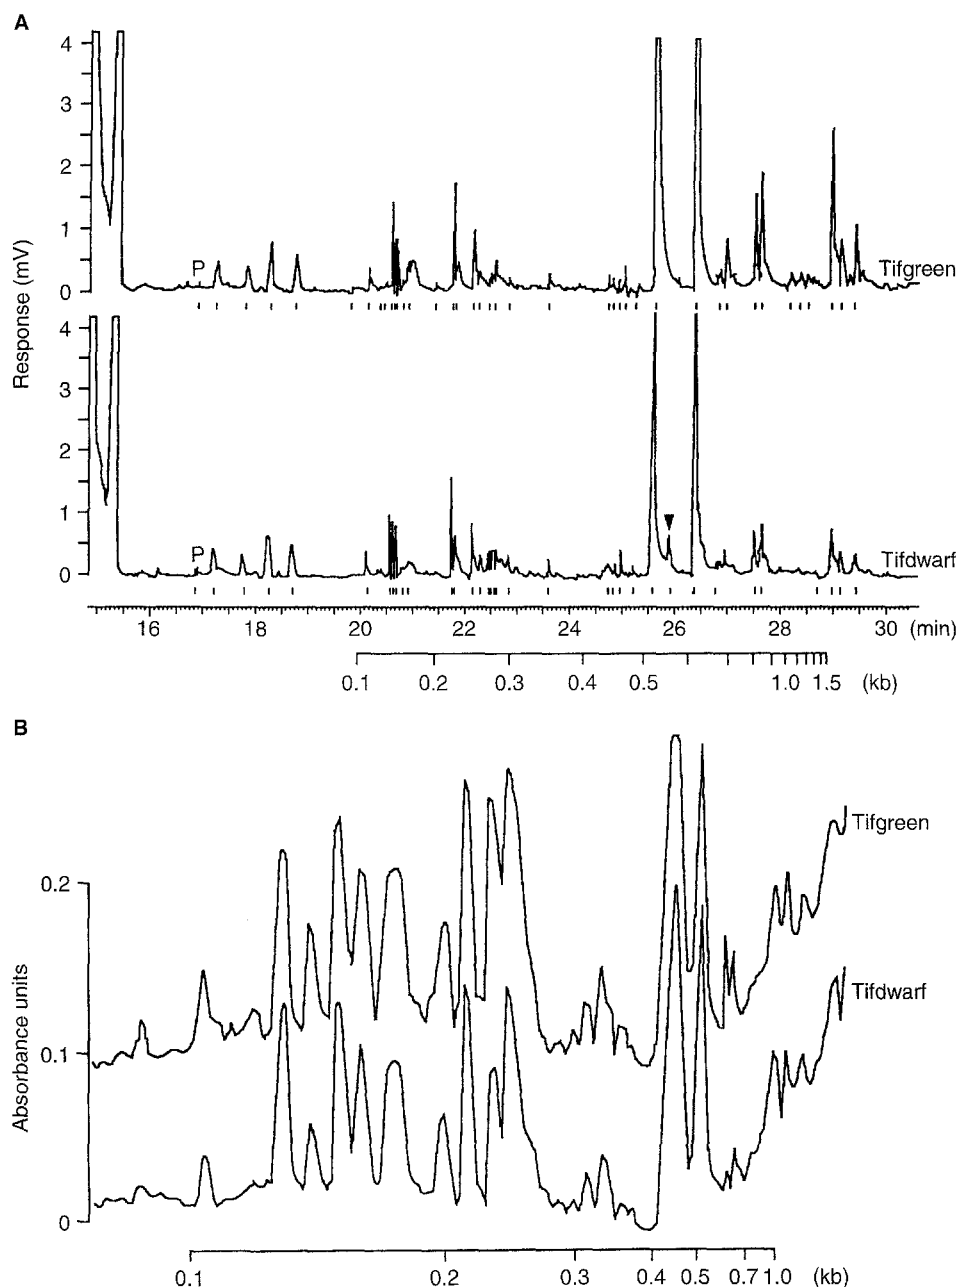 A
4
3
2
1
0
P
Tifgreen
Response (mV)
4
3
2
1
0
P
Tifdwarf
16 18 20 22 24 26 28 30 (min)
0.1 0.2 0.3 0.4 0.5 1.0 1.5 (kb)
B
Tifgreen
0.2
Tifdwarf
Absorbance units
0.1
0
0.1 0.2 0.3 0.4 0.5 0.7 1.0 (kb)